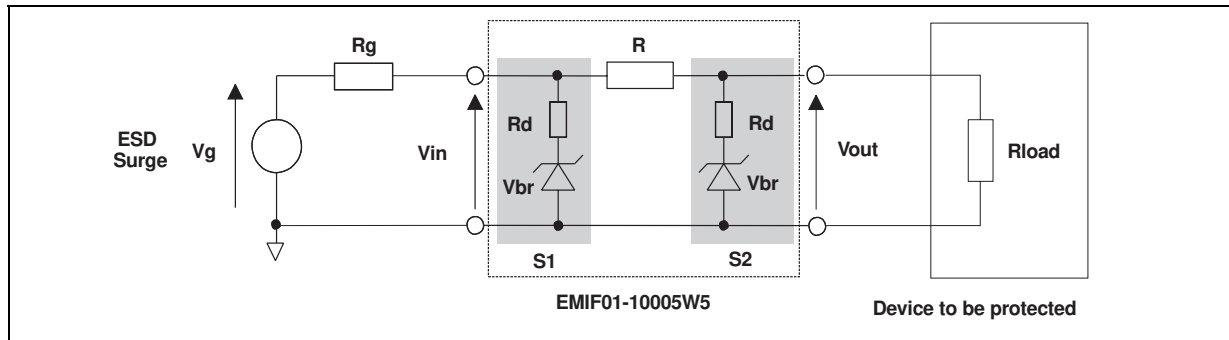 Rg
R
ESD
Surge
Vg
Vin
Rd
Vbr
Rd
Vbr
Vout
Rload
S1
S2
EMIF01-10005W5
Device to be protected